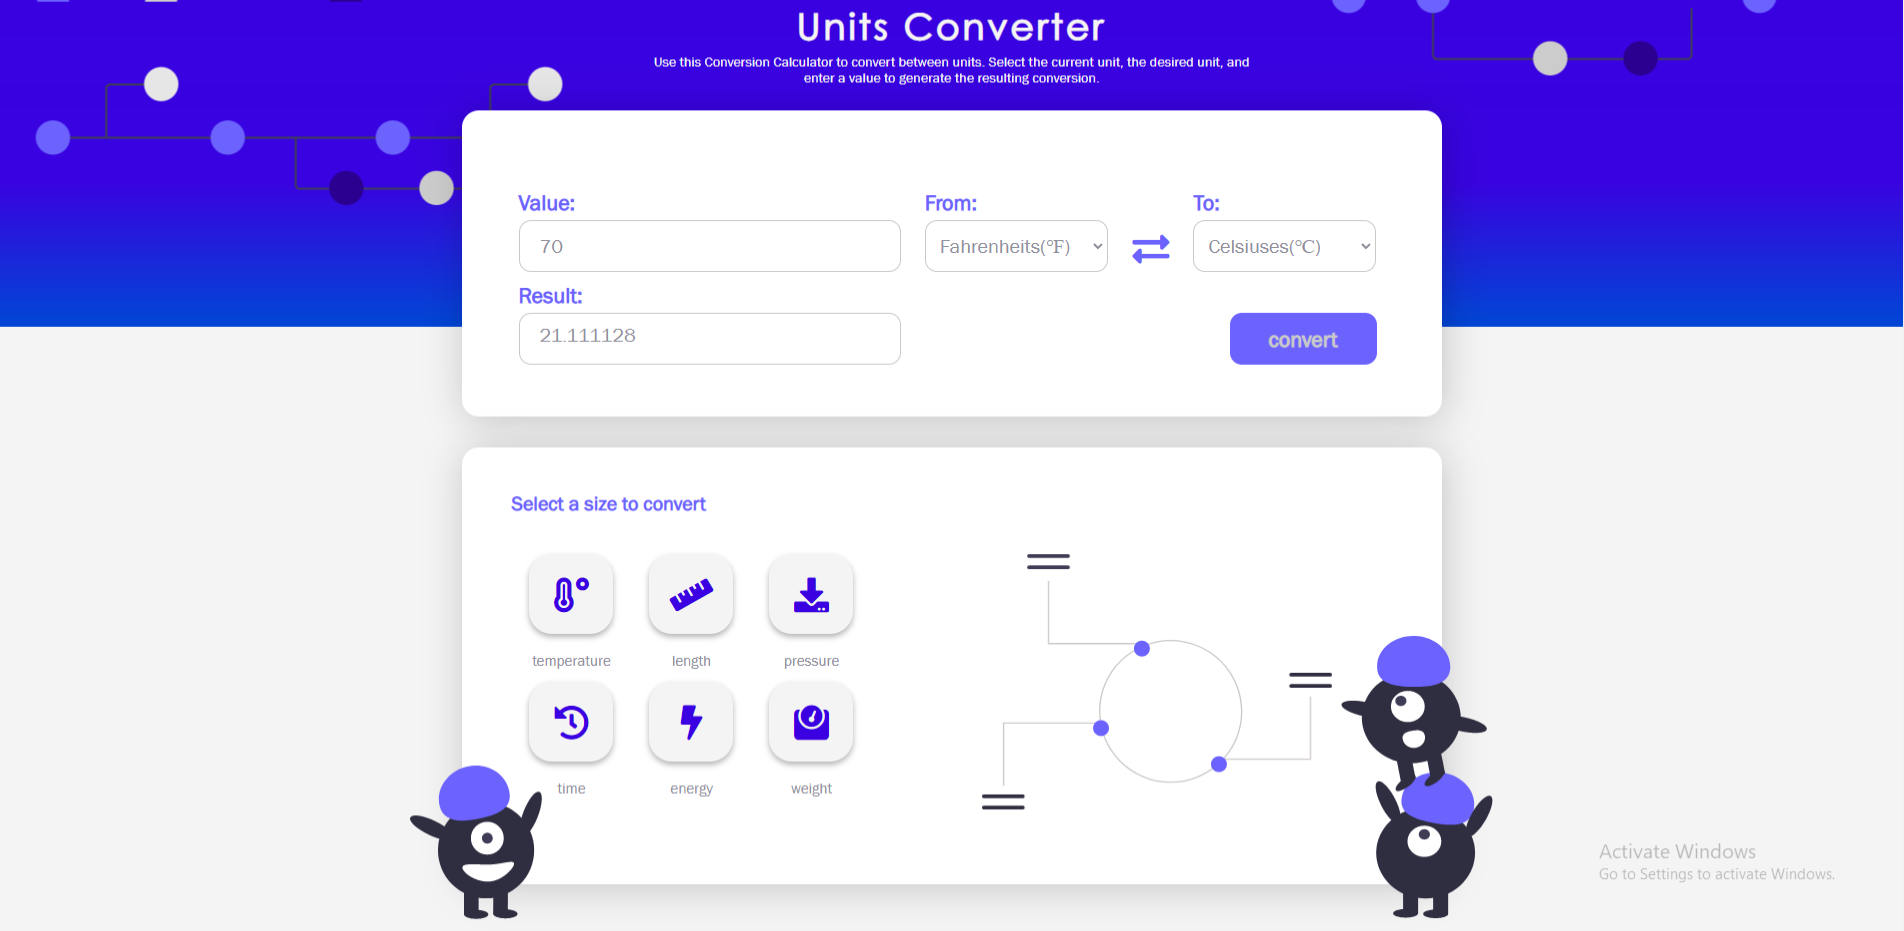 Units Converter
Use this Conversion Calculator to convert between units. Select the current unit, the desired unit, and
enter a value to generate the resulting conversion.
Value:
From:
To:
70
Fahrenheits(°F)
Celsiuses(°C)
Result:
21.111128
convert
Select a size to convert
temperature
length
pressure
time
energy
weight
Activate Windows
Go to Settings to activate Windows.